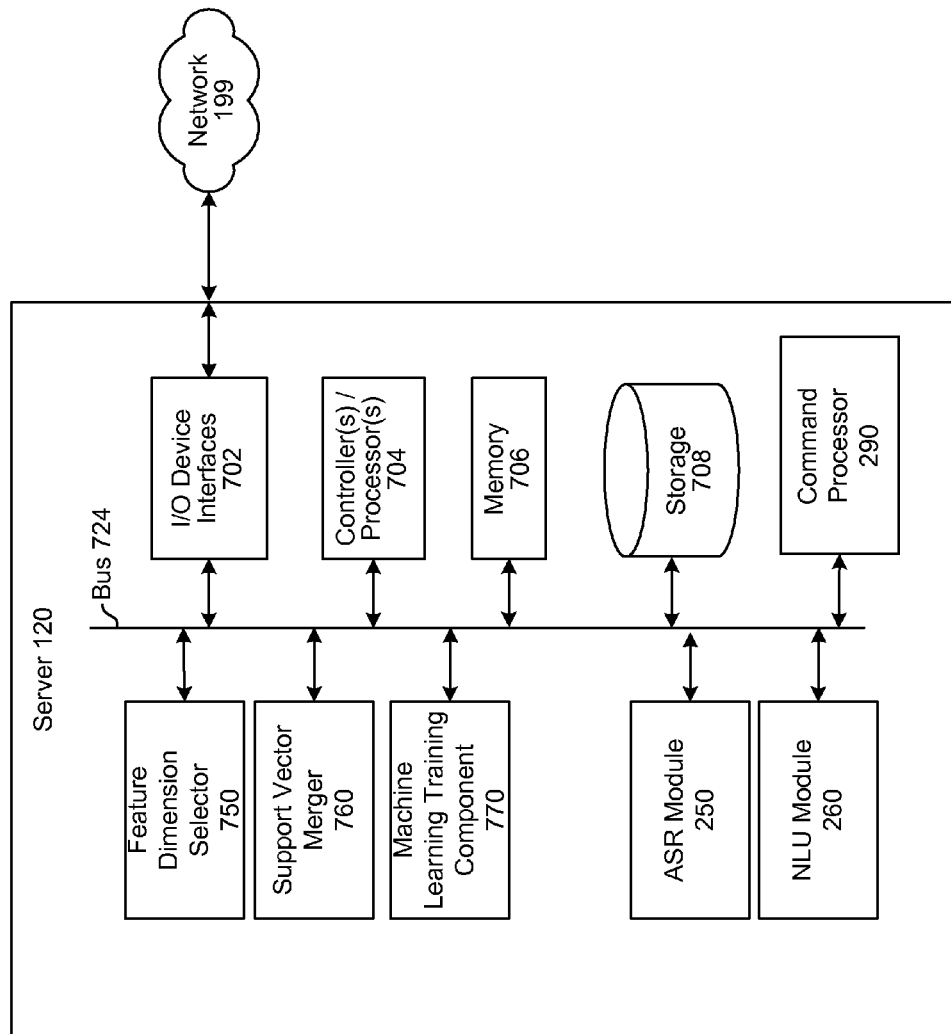 Server 120
Bus 724
Feature
Dimension
Selector
750
Support Vector
Merger
760
Machine
Learning Training
Component
770
ASR Module
250
NLU Module
260
I/O Device
Interfaces
702
Controller(s) /
Processor(s)
704
Memory
706
Storage
708
Command
Processor
290
Network
199